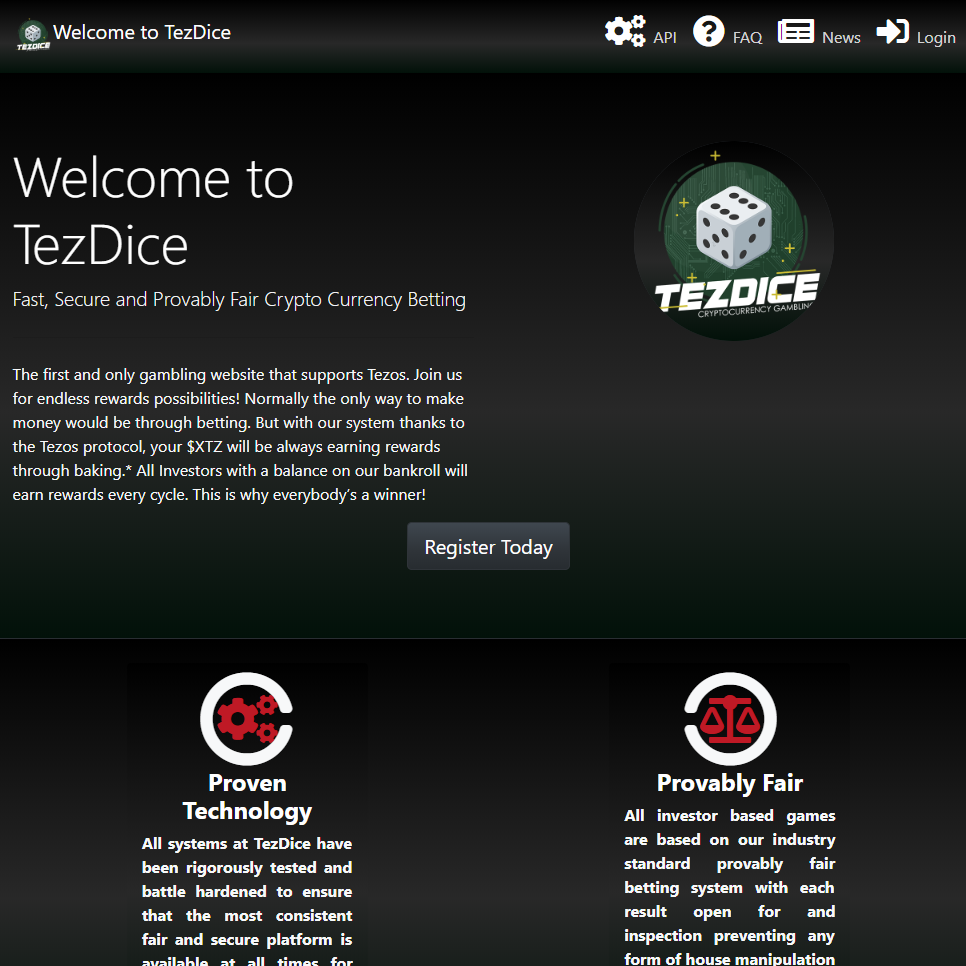 Welcome to TezDice
API
FAQ
News
Login
TEZDICE
Welcome to
TezDice
Fast, Secure and Provably Fair Crypto Currency Betting
TEZDICE
CRYPTOCURRENCY GAMBLING
The first and only gambling website that supports Tezos. Join us
for endless rewards possibilities! Normally the only way to make
money would be through betting. But with our system thanks to
the Tezos protocol, your $XTZ will be always earning rewards
through baking.* All Investors with a balance on our bankroll will
earn rewards every cycle. This is why everybody's a winner!
Register Today
Proven
Technology
All systems at TezDice have
been rigorously tested and
battle hardened to ensure
that the most consistent
fair and secure platform is
available at all times for
Provably Fair
All investor based games
are based on our industry
standard provably fair
betting system with each
result open for and
inspection preventing any
form of house manipulation